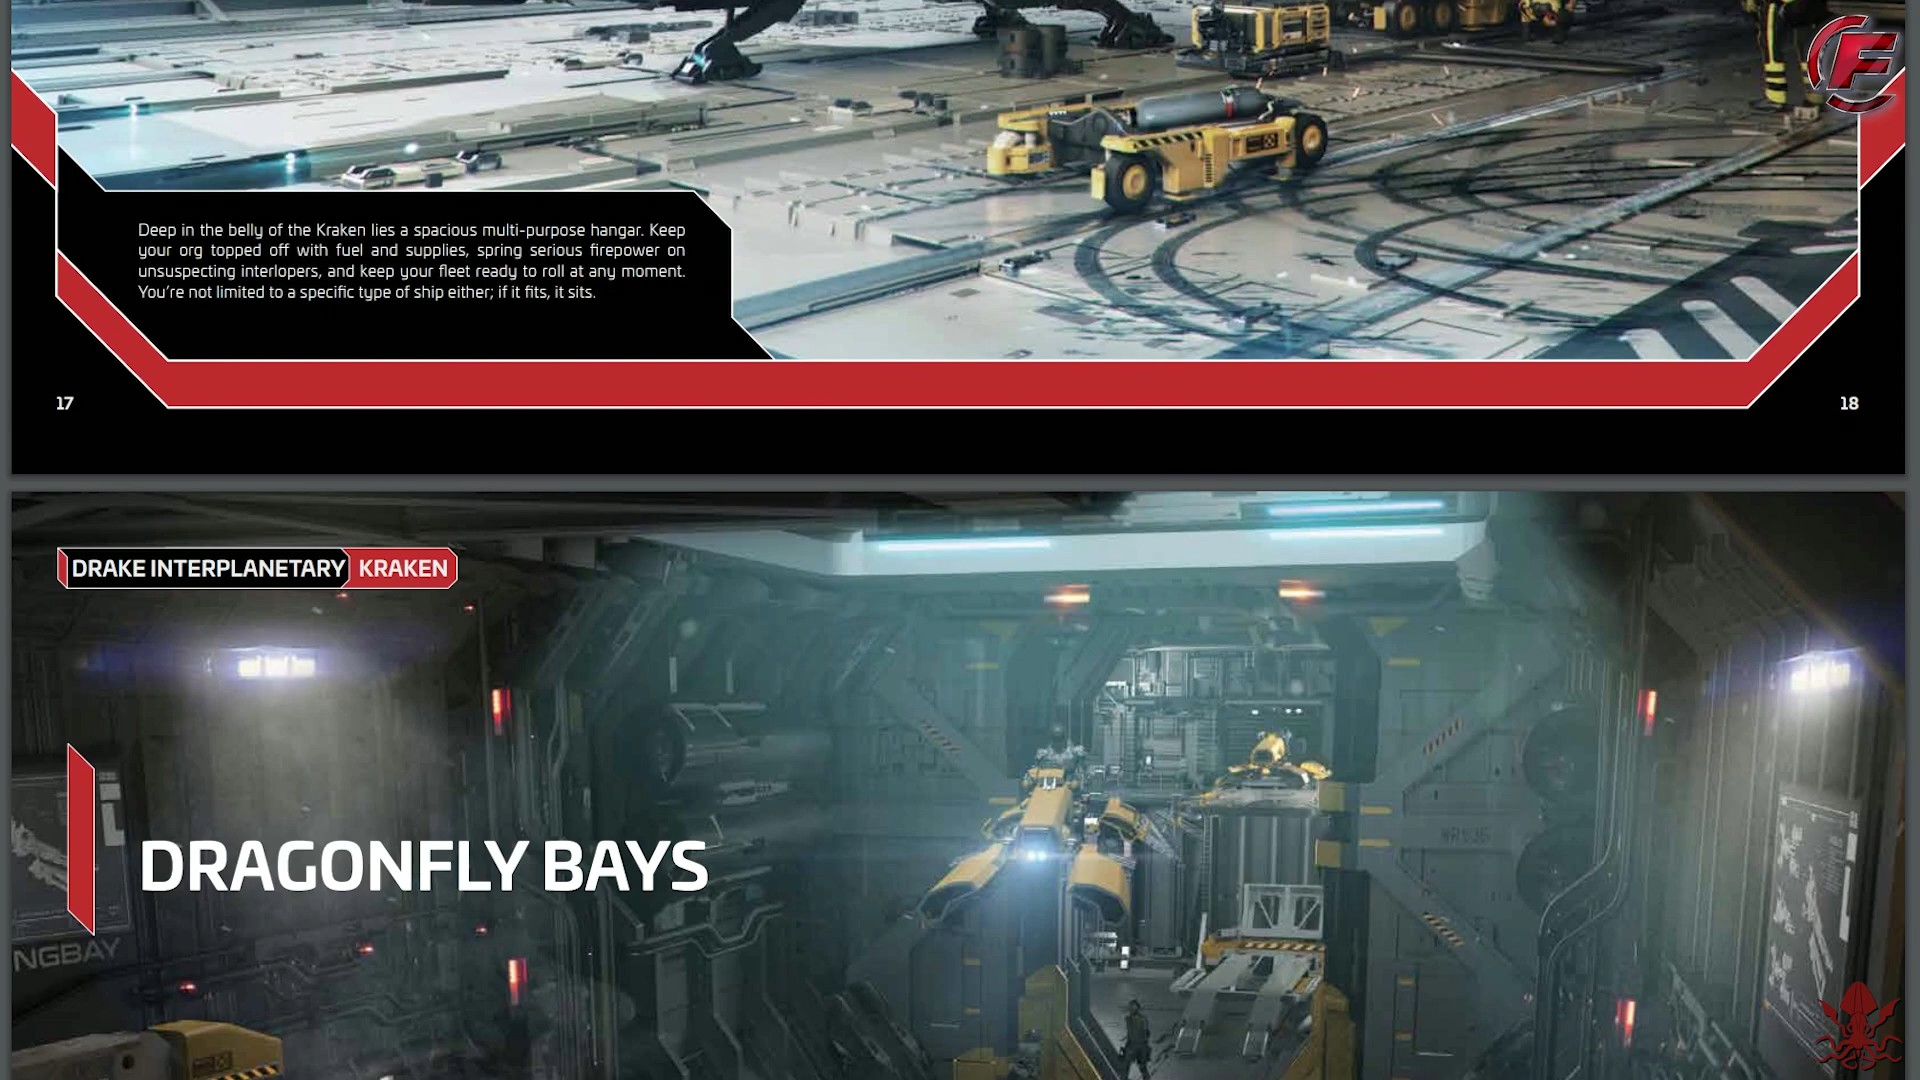 Deep in the belly of the Kraken lies a spacious multi-purpose hangar. Keep
your org topped off with fuel and supplies, spring serious firepower on
unsuspecting interlopers, and keep your fleet ready to roll at any moment.
You're not limited to a specific type of ship either; if it fits, it sits.
17
18
DRAKE INTERPLANETARY KRAKEN
DRAGONFLY BAYS
NGBAY